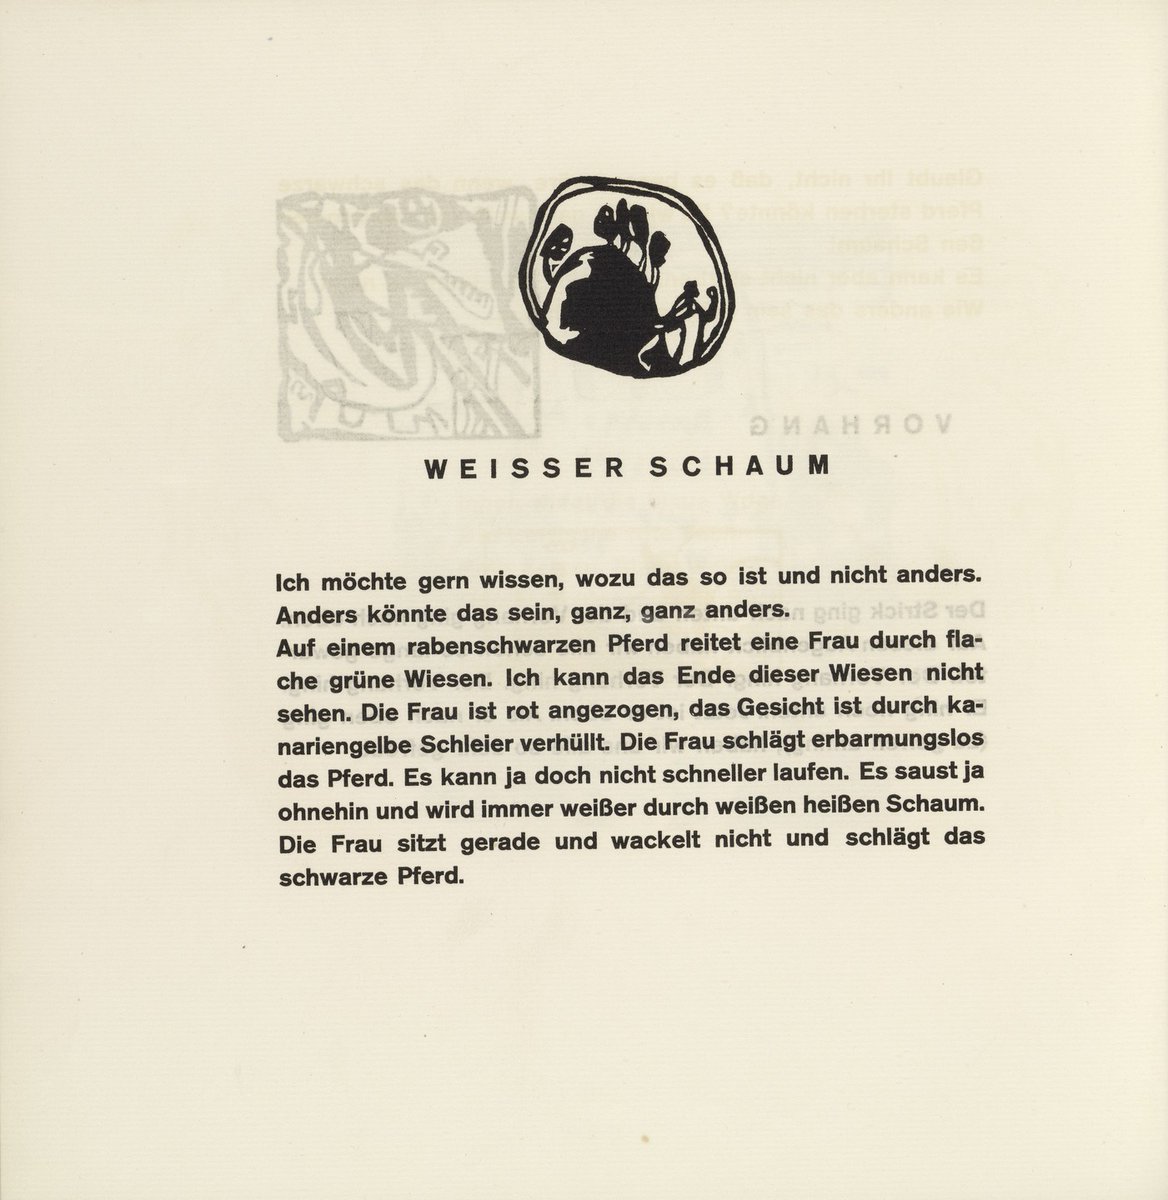 WEISSER SCHAUM
Ich möchte gern wissen, wozu das so ist und nicht anders.
Anders könnte das sein, ganz, ganz anders.
Auf einem rabenschwarzen Pferd reitet eine Frau durch fla-
che grüne Wiesen. Ich kann das Ende dieser Wiesen nicht
sehen. Die Frau ist rot angezogen, das Gesicht ist durch ka-
nariengelbe Schleier verhüllt. Die Frau schlägt erbarmungslos
das Pferd. Es kann ja doch nicht schneller laufen. Es saust ja
ohnehin und wird immer weißer durch weißen heißen Schaum.
Die Frau sitzt gerade und wackelt nicht und schlägt das
schwarze Pferd.